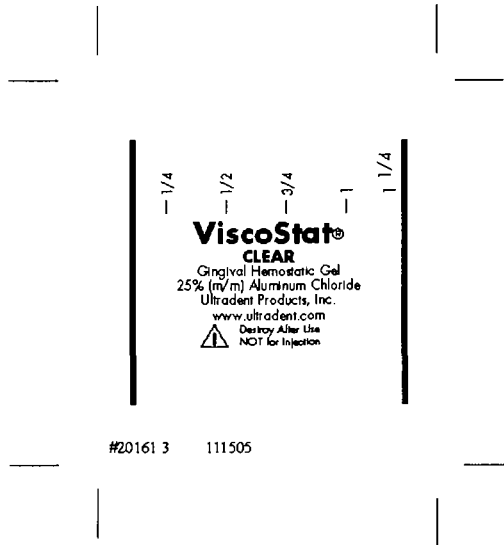 1/4
1/2
3/4
1
1 1/4
ViscoStat®
CLEAR
Gingival Hemostatic Gel
25% (m/m) Aluminum Chloride
Ultradent Products, Inc.
www.ultradent.com
Destroy After Use
NOT for Injection
#20161 3 111505